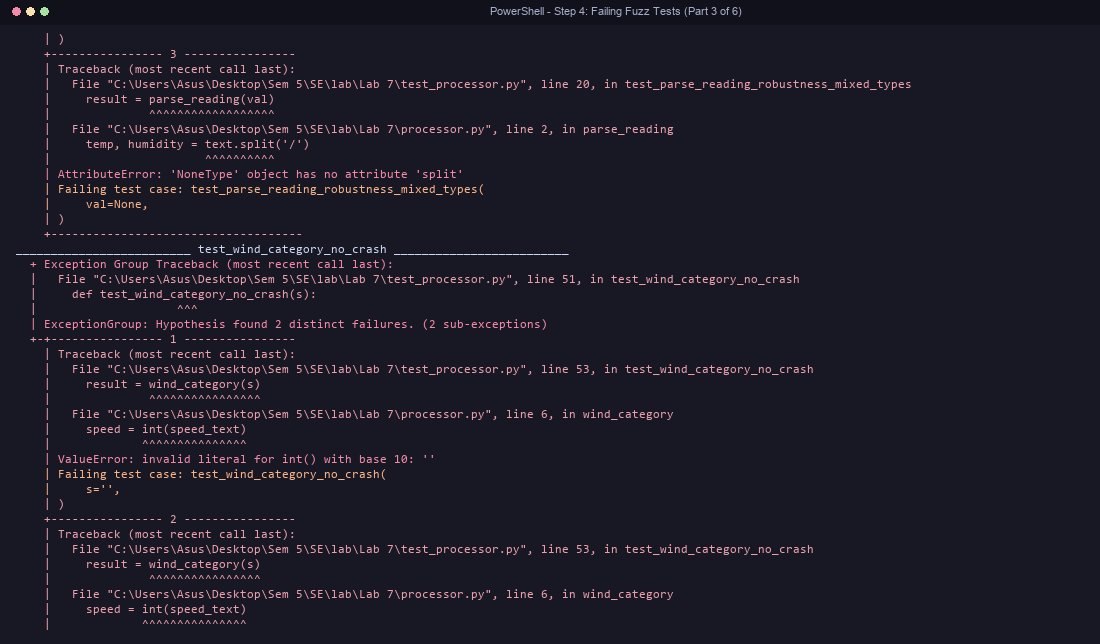 PowerShell - Step 4: Failing Fuzz Tests (Part 3 of 6)
    | )
    +---------------- 3 ----------------
    | Traceback (most recent call last):
    |   File "C:\Users\Asus\Desktop\Sem 5\SE\lab\Lab 7\test_processor.py", line 20, in test_parse_reading_robustness_mixed_types
    |     result = parse_reading(val)
    |              ^^^^^^^^^^^^^^^^^^
    |   File "C:\Users\Asus\Desktop\Sem 5\SE\lab\Lab 7\processor.py", line 2, in parse_reading
    |     temp, humidity = text.split('/')
    |                      ^^^^^^^^^^
    | AttributeError: 'NoneType' object has no attribute 'split'
    | Failing test case: test_parse_reading_robustness_mixed_types(
    |     val=None,
    | )
    +------------------------------------
_________________________ test_wind_category_no_crash _________________________
  + Exception Group Traceback (most recent call last):
  |   File "C:\Users\Asus\Desktop\Sem 5\SE\lab\Lab 7\test_processor.py", line 51, in test_wind_category_no_crash
  |     def test_wind_category_no_crash(s):
  |                    ^^^
  | ExceptionGroup: Hypothesis found 2 distinct failures. (2 sub-exceptions)
  +-+---------------- 1 ----------------
    | Traceback (most recent call last):
    |   File "C:\Users\Asus\Desktop\Sem 5\SE\lab\Lab 7\test_processor.py", line 53, in test_wind_category_no_crash
    |     result = wind_category(s)
    |              ^^^^^^^^^^^^^^^^
    |   File "C:\Users\Asus\Desktop\Sem 5\SE\lab\Lab 7\processor.py", line 6, in wind_category
    |     speed = int(speed_text)
    |             ^^^^^^^^^^^^^^^
    | ValueError: invalid literal for int() with base 10: ''
    | Failing test case: test_wind_category_no_crash(
    |     s='',
    | )
    +---------------- 2 ----------------
    | Traceback (most recent call last):
    |   File "C:\Users\Asus\Desktop\Sem 5\SE\lab\Lab 7\test_processor.py", line 53, in test_wind_category_no_crash
    |     result = wind_category(s)
    |              ^^^^^^^^^^^^^^^^
    |   File "C:\Users\Asus\Desktop\Sem 5\SE\lab\Lab 7\processor.py", line 6, in wind_category
    |     speed = int(speed_text)
    |             ^^^^^^^^^^^^^^^